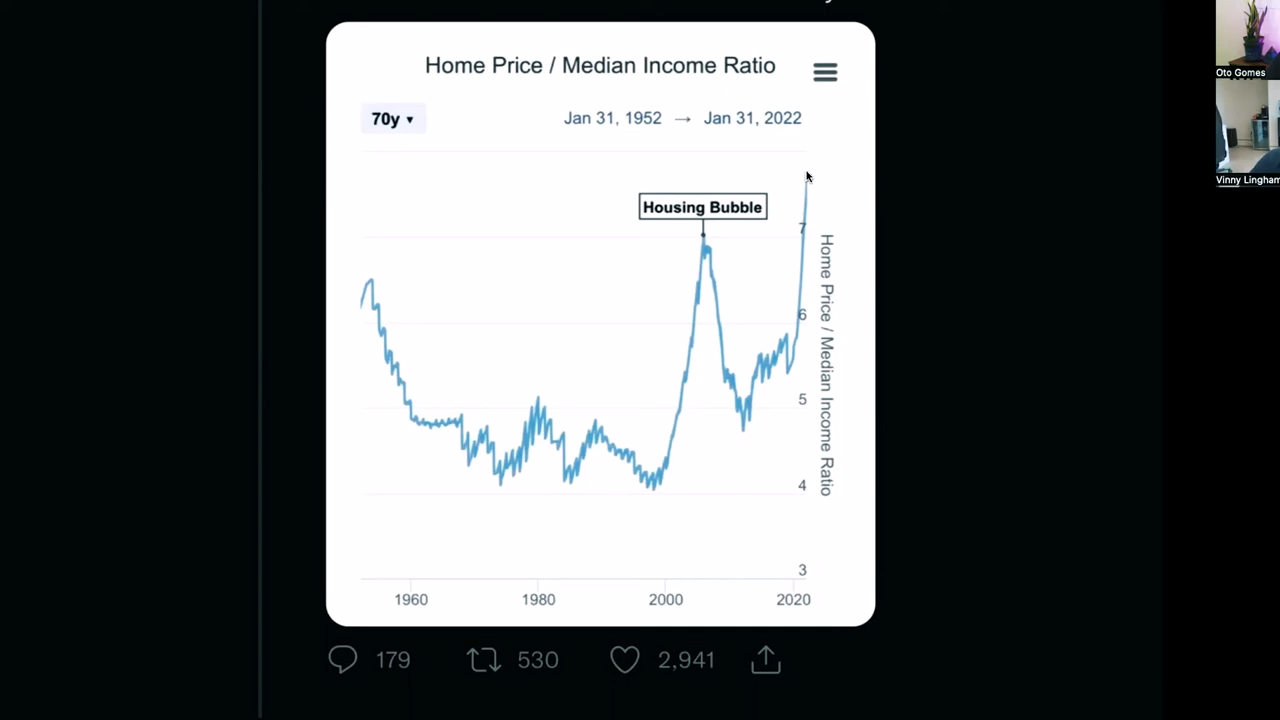 Home Price / Median Income Ratio
70y ▾
Jan 31, 1952 → Jan 31, 2022
Housing Bubble
7
6
5
4
3
Home Price / Median Income Ratio
1960 1980 2000 2020
179 530 2,941
Oto Gomes
Vinny Lingham